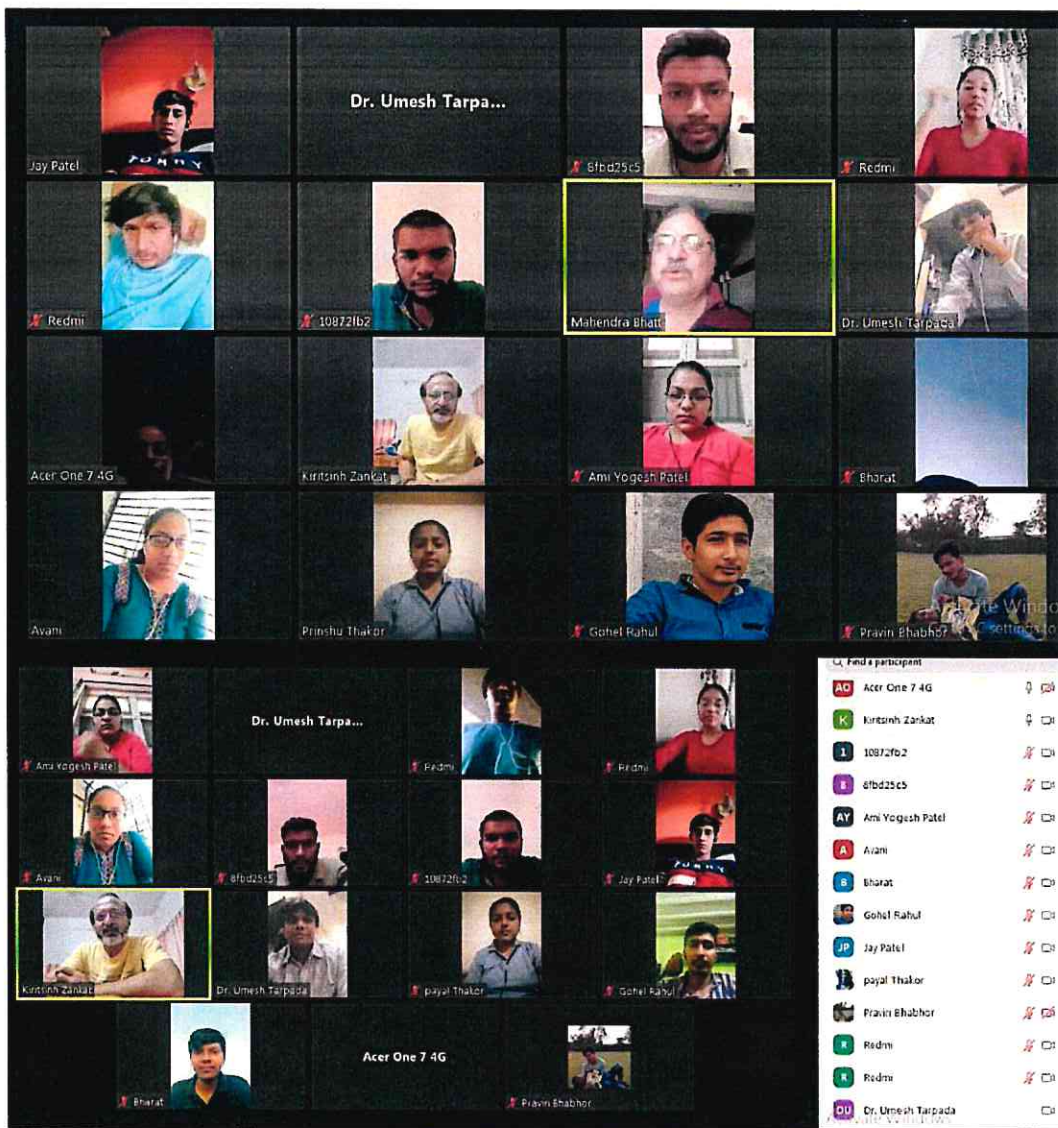 Jay Patel
Dr. Umesh Tarpa...
8fbd25c5
Redmi
TOMMY
Redmi
10872fb2
Mahendra Bhatt
Dr. Umesh Tarpada
Acer One 7 4G
Kiritsinh Zankat
Ami Yogesh Patel
Bharat
Avani
Prinshu Thakor
Gohel Rahul
Pravin Bhabhor
Ami Yogesh Patel
Dr. Umesh Tarpa...
Redmi
Redmi
Avani
8fbd25c5
10872fb2
Jay Patel
Kiritsinh Zankat
Dr. Umesh Tarpada
payal Thakor
Gohel Rahul
Bharat
Acer One 7 4G
Pravin Bhabhor
Find a participant
AO Acer One 7 4G
K Kiritsinh Zankat
1 10872fb2
8 8fbd25c5
AY Ami Yogesh Patel
A Avani
B Bharat
Gohel Rahul
JP Jay Patel
payal Thakor
Pravin Bhabhor
R Redmi
R Redmi
DU Dr. Umesh Tarpada